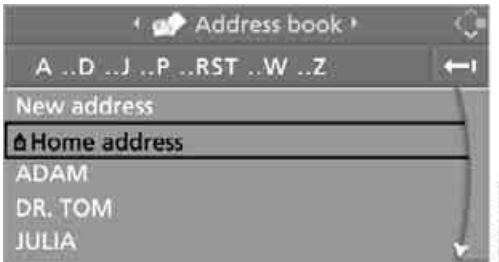 Address book
A ..D ..J ..P ..RST ..W ..Z
New address
Home address
ADAM
DR. TOM
JULIA